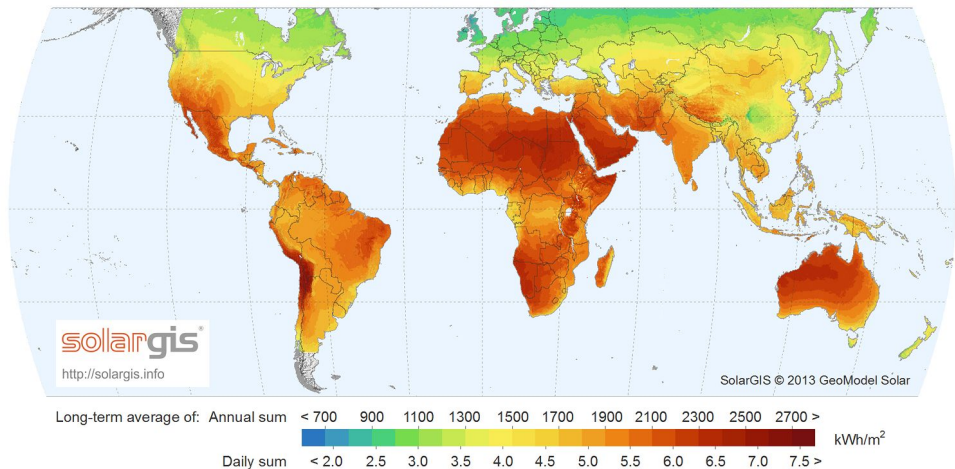 solargis®
http://solargis.info
SolarGIS © 2013 GeoModel Solar
Long-term average of: Annual sum < 700 900 1100 1300 1500 1700 1900 2100 2300 2500 2700 >
kWh/m²
Daily sum < 2.0 2.5 3.0 3.5 4.0 4.5 5.0 5.5 6.0 6.5 7.0 7.5 >